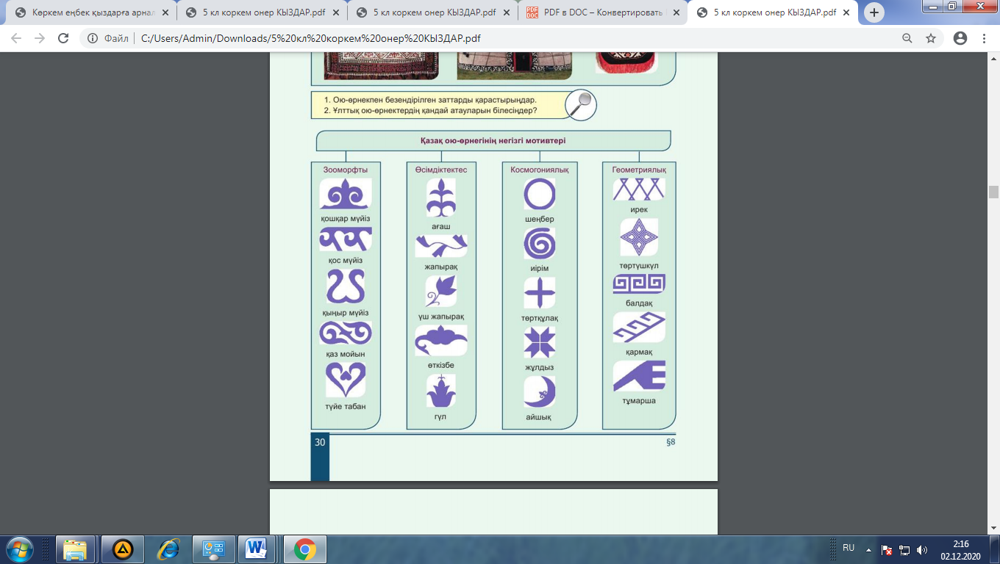 Көркем еңбек қыздарға арнал
5 кл коркем онер КЫЗДАР.pdf
5 кл коркем онер КЫЗДАР.pdf
PDF в DOC – Конвертировать
5 кл коркем онер КЫЗДАР.pdf
Файл
C:/Users/Admin/Downloads/5%20кл%20коркем%20онер%20КЫЗДАР.pdf
1. Ою-өрнекпен безендірілген заттарды қарастырыңдар.
2. Ұлттық ою-өрнектердің қандай атауларын білесіңдер?
Қазақ ою-өрнегінің негізгі мотивтері
Зооморфты
қошқар мүйіз
қос мүйіз
қыңыр мүйіз
қаз мойын
түйе табан
Өсімдіктектес
ағаш
жапырақ
үш жапырақ
өткізбе
гүл
Космогониялық
шеңбер
иірім
төртқұлақ
жұлдыз
айшық
Геометриялық
ирек
төртүшкүл
балдақ
қармақ
тұмарша
30
§8
RU
2:16
02.12.2020